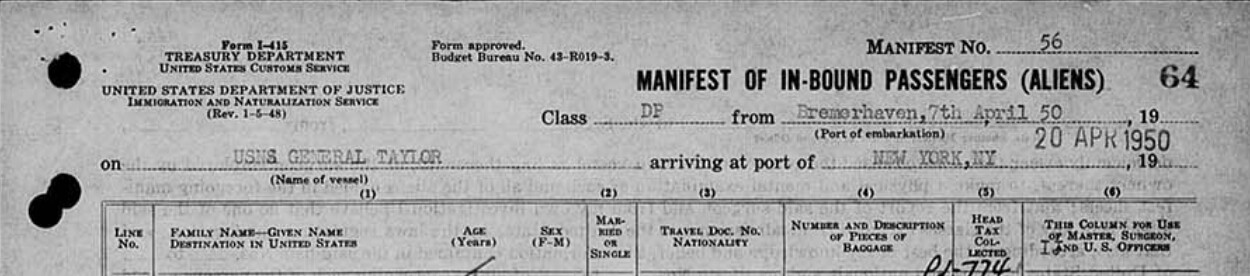 Form I-415
TREASURY DEPARTMENT
UNITED STATES CUSTOMS SERVICE
UNITED STATES DEPARTMENT OF JUSTICE
IMMIGRATION AND NATURALIZATION SERVICE
(Rev. 1-5-48)
Form approved.
Budget Bureau No. 43-R019-3.
MANIFEST NO. 56
MANIFEST OF IN-BOUND PASSENGERS (ALIENS) 64
Class DP from Bremerhaven, 7th April 50, 19
(Port of embarkation)
20 APR 1950
on USNS GENERAL TAYLOR arriving at port of NEW YORK, NY, 19
(Name of vessel)
(1) (2) (3) (4) (5) (6)
LINE No.
FAMILY NAME—GIVEN NAME
DESTINATION IN UNITED STATES
AGE
(Years)
SEX
(F-M)
MAR-
RIED
OR
SINGLE
TRAVEL DOC. NO.
NATIONALITY
NUMBER AND DESCRIPTION
OF PIECES OF
BAGGAGE
HEAD
TAX
COL-
LECTED
THIS COLUMN FOR USE
OF MASTER, SURGEON,
AND U. S. OFFICERS